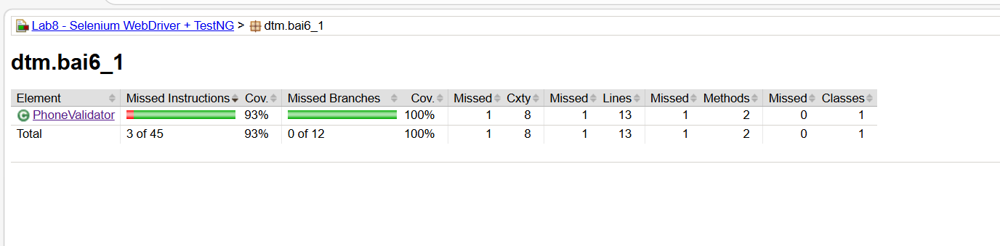 Lab8 - Selenium WebDriver + TestNG > dtm.bai6_1
dtm.bai6_1
Element Missed Instructions Cov. Missed Branches Cov. Missed Cxty Missed Lines Missed Methods Missed Classes
C PhoneValidator 93% 100% 1 8 1 13 1 2 0 1
Total 3 of 45 93% 0 of 12 100% 1 8 1 13 1 2 0 1